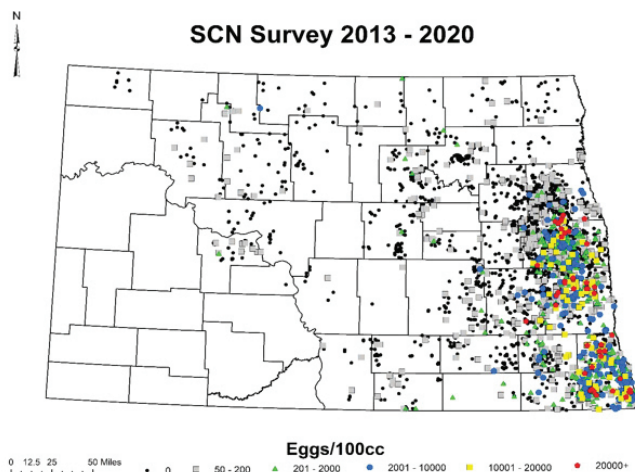 N
SCN Survey 2013 - 2020
Eggs/100cc
0 12.5 25 50 Miles
0 50 - 200 201 - 2000 2001 - 10000 10001 - 20000 20000+